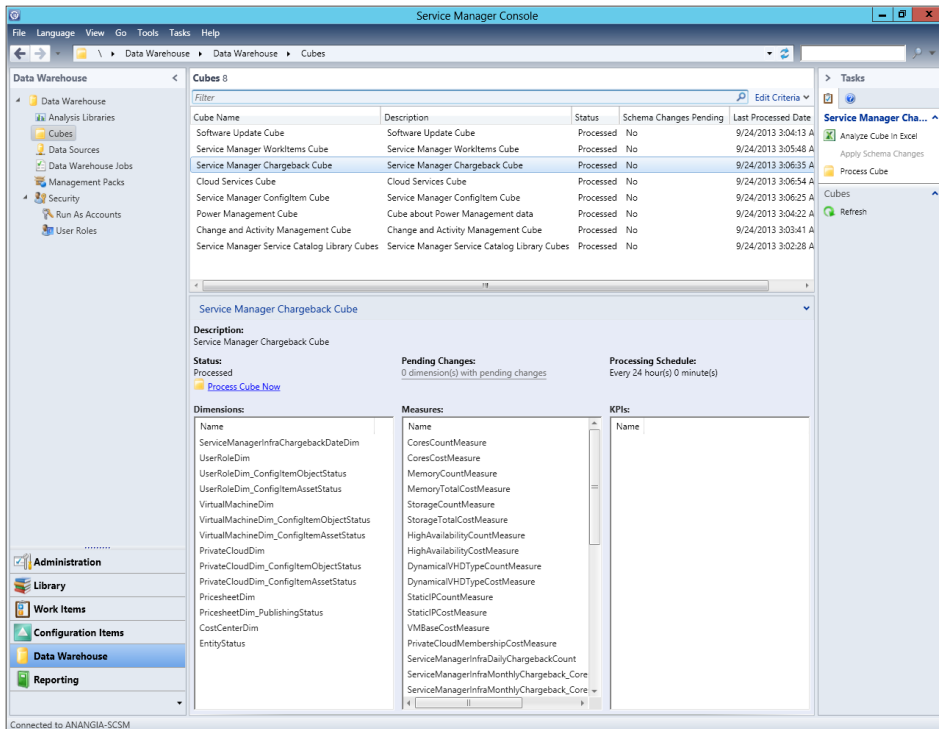 Service Manager Console
File Language View Go Tools Tasks Help
\ Data Warehouse Data Warehouse Cubes
Data Warehouse
Data Warehouse
Analysis Libraries
Cubes
Data Sources
Data Warehouse Jobs
Management Packs
Security
Run As Accounts
User Roles
Administration
Library
Work Items
Configuration Items
Data Warehouse
Reporting
Cubes 8
Filter Edit Criteria
Cube Name Description Status Schema Changes Pending Last Processed Date
Software Update Cube Software Update Cube Processed No 9/24/2013 3:04:13 A
Service Manager WorkItems Cube Service Manager WorkItems Cube Processed No 9/24/2013 3:05:48 A
Service Manager Chargeback Cube Service Manager Chargeback Cube Processed No 9/24/2013 3:06:35 A
Cloud Services Cube Cloud Services Cube Processed No 9/24/2013 3:06:54 A
Service Manager ConfigItem Cube Service Manager ConfigItem Cube Processed No 9/24/2013 3:06:25 A
Power Management Cube Cube about Power Management data Processed No 9/24/2013 3:04:22 A
Change and Activity Management Cube Change and Activity Management Cube Processed No 9/24/2013 3:03:41 A
Service Manager Service Catalog Library Cubes Service Manager Service Catalog Library Cubes Processed No 9/24/2013 3:02:28 A
Service Manager Chargeback Cube
Description:
Service Manager Chargeback Cube
Status: Pending Changes: Processing Schedule:
Processed 0 dimension(s) with pending changes Every 24 hour(s) 0 minute(s)
Process Cube Now
Dimensions:
Name
ServiceManagerInfraChargebackDateDim
UserRoleDim
UserRoleDim_ConfigItemObjectStatus
UserRoleDim_ConfigItemAssetStatus
VirtualMachineDim
VirtualMachineDim_ConfigItemObjectStatus
VirtualMachineDim_ConfigItemAssetStatus
PrivateCloudDim
PrivateCloudDim_ConfigItemObjectStatus
PrivateCloudDim_ConfigItemAssetStatus
PricesheetDim
PricesheetDim_PublishingStatus
CostCenterDim
EntityStatus
Measures:
Name
CoresCountMeasure
CoresCostMeasure
MemoryCountMeasure
MemoryTotalCostMeasure
StorageCountMeasure
StorageTotalCostMeasure
HighAvailabilityCountMeasure
HighAvailabilityCostMeasure
DynamicalVHDTypeCountMeasure
DynamicalVHDTypeCostMeasure
StaticIPCountMeasure
StaticIPCostMeasure
VMBaseCostMeasure
PrivateCloudMembershipCostMeasure
ServiceManagerInfraDailyChargebackCount
ServiceManagerInfraMonthlyChargeback_Core
ServiceManagerInfraMonthlyChargeback_Core
KPIs:
Name
Tasks
Service Manager Cha...
Analyze Cube In Excel
Apply Schema Changes
Process Cube
Cubes
Refresh
Connected to ANANGIA-SCSM